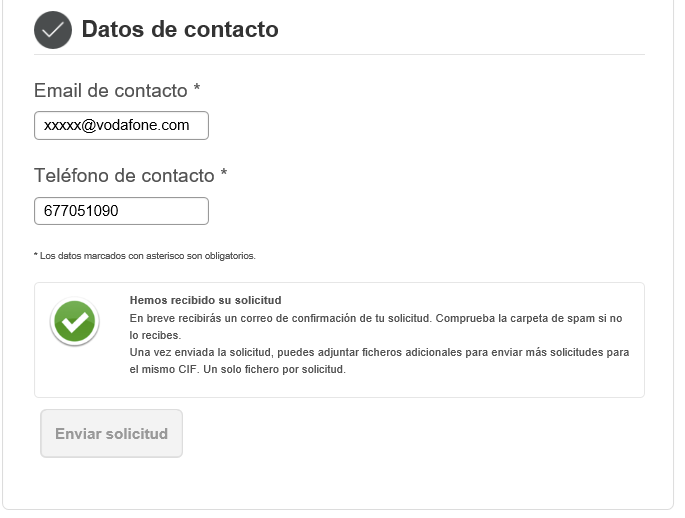 Datos de contacto
Email de contacto *
xxxxx@vodafone.com
Teléfono de contacto *
677051090
* Los datos marcados con asterisco son obligatorios.
Hemos recibido su solicitud
En breve recibirás un correo de confirmación de tu solicitud. Comprueba la carpeta de spam si no
lo recibes.
Una vez enviada la solicitud, puedes adjuntar ficheros adicionales para enviar más solicitudes para
el mismo CIF. Un solo fichero por solicitud.
Enviar solicitud